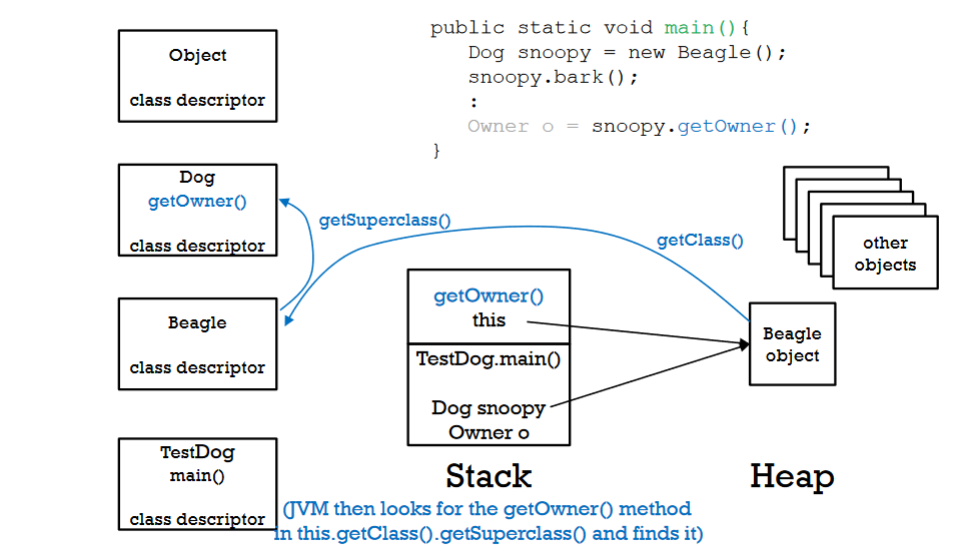 public static void main(){
Dog snoopy = new Beagle();
snoopy.bark();
:
Owner o = snoopy.getOwner();
}
Object
class descriptor
Dog
getOwner()
class descriptor
getSuperclass()
getClass()
other
objects
getOwner()
this
Beagle
class descriptor
Beagle
object
TestDog.main()
Dog snoopy
Owner o
TestDog
main()
class descriptor
Stack
Heap
(JVM then looks for the getOwner() method
in this.getClass().getSuperclass() and finds it)